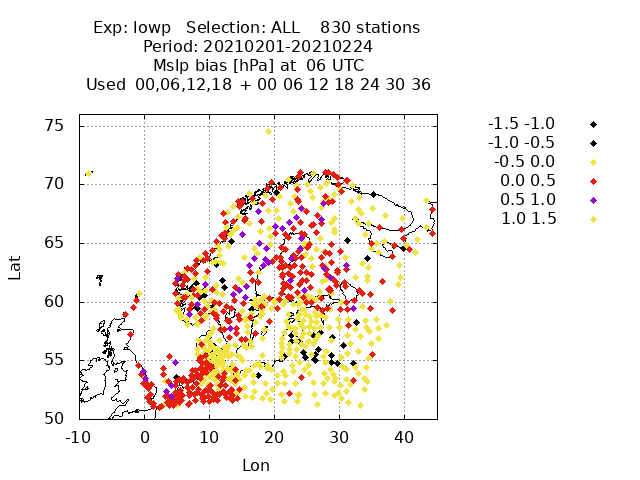 Exp: lowp   Selection: ALL    830 stations
Period: 20210201-20210224
Mslp bias [hPa] at  06 UTC
Used  00,06,12,18  + 00 06 12 18 24 30 36
-1.5 -1.0
-1.0 -0.5
-0.5 0.0
0.0 0.5
0.5 1.0
1.0 1.5
75
70
65
60
55
50
Lat
-10 0 10 20 30 40
Lon